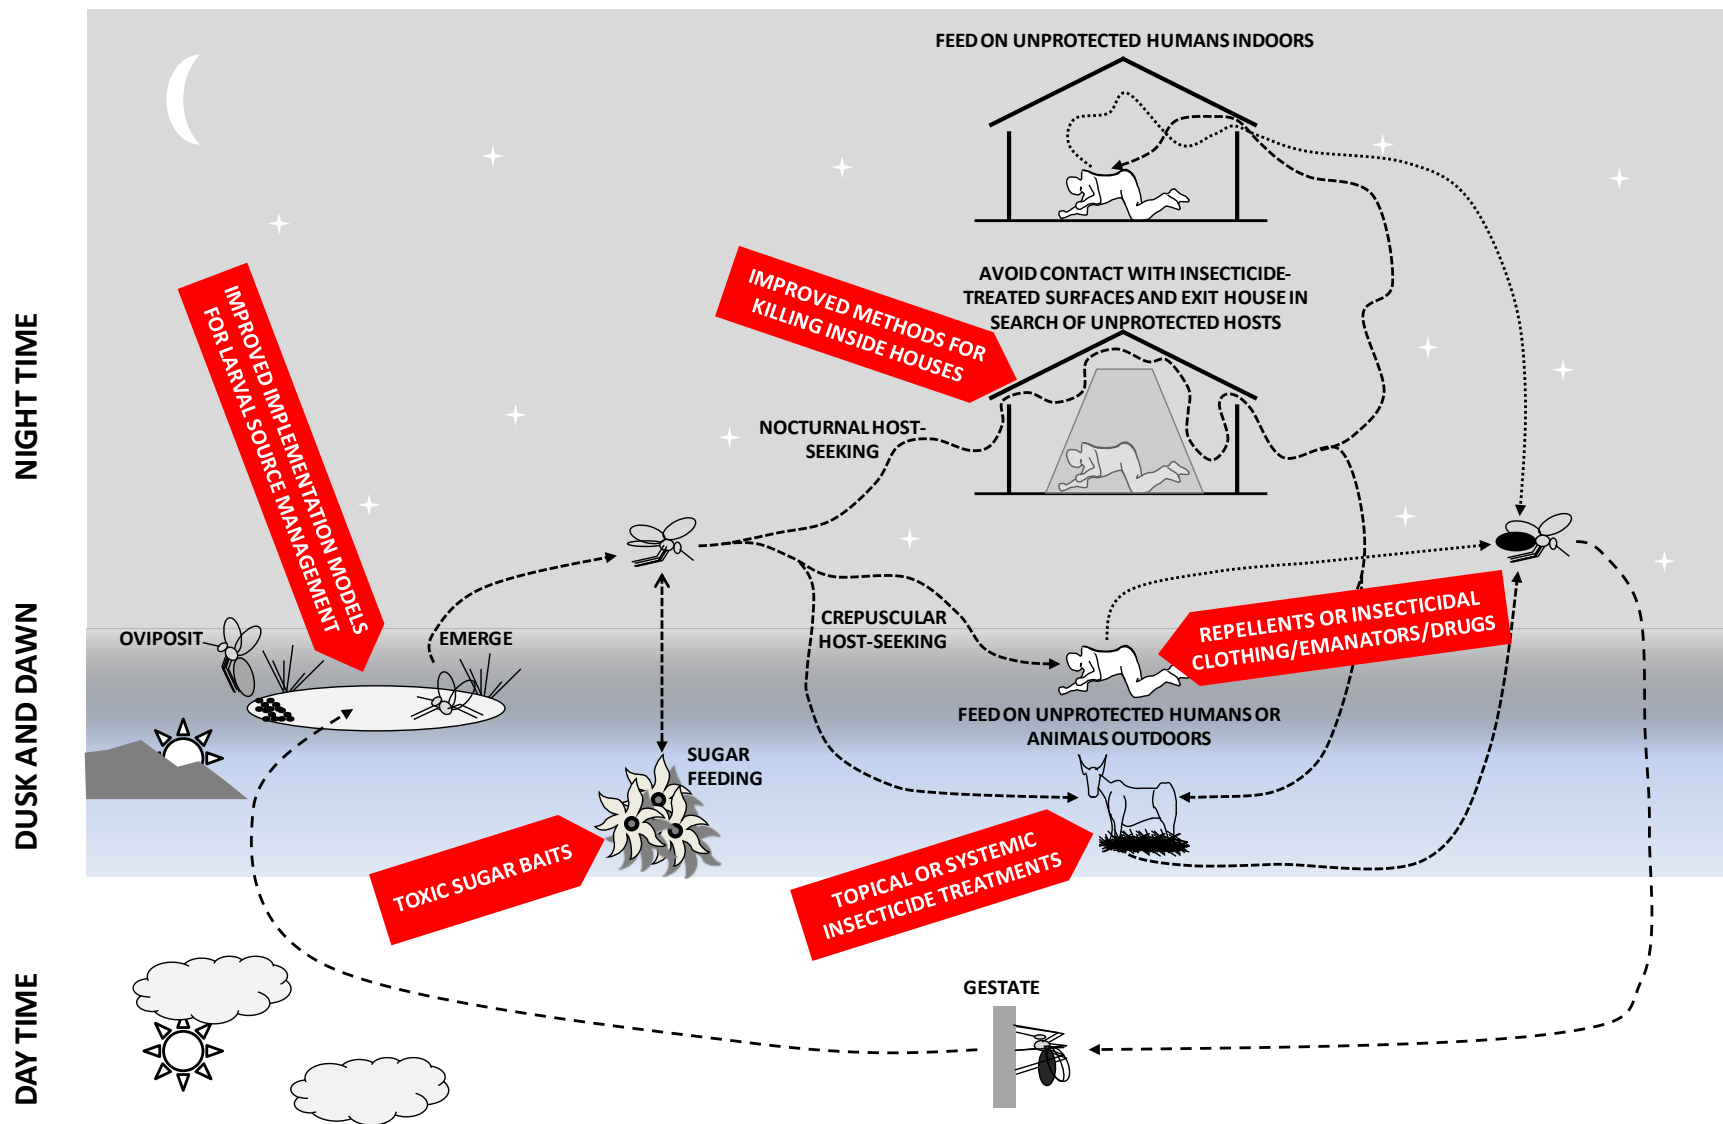 FEED ON UNPROTECTED HUMANS INDOORS
AVOID CONTACT WITH INSECTICIDE-
TREATED SURFACES AND EXIT HOUSE IN
SEARCH OF UNPROTECTED HOSTS
IMPROVED METHODS FOR
KILLING INSIDE HOUSES
IMPROVED IMPLEMENTATION MODELS
FOR LARVAL SOURCE MANAGEMENT
NIGHT TIME
NOCTURNAL HOST-
SEEKING
OVIPOSIT
EMERGE
CREPUSCULAR
HOST-SEEKING
REPELLENTS OR INSECTICIDAL
CLOTHING/EMANATORS/DRUGS
DUSK AND DAWN
FEED ON UNPROTECTED HUMANS OR
ANIMALS OUTDOORS
SUGAR
FEEDING
TOXIC SUGAR BAITS
TOPICAL OR SYSTEMIC
INSECTICIDE TREATMENTS
DAY TIME
GESTATE